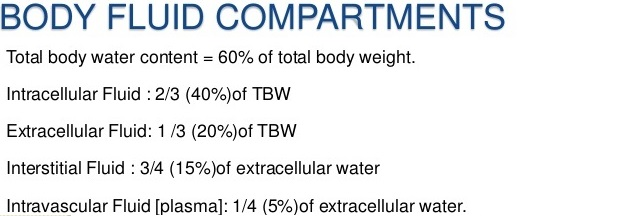 BODY FLUID COMPARTMENTS
Total body water content = 60% of total body weight.
Intracellular Fluid : 2/3 (40%)of TBW
Extracellular Fluid: 1 /3 (20%)of TBW
Interstitial Fluid : 3/4 (15%)of extracellular water
Intravascular Fluid [plasma]: 1/4 (5%)of extracellular water.